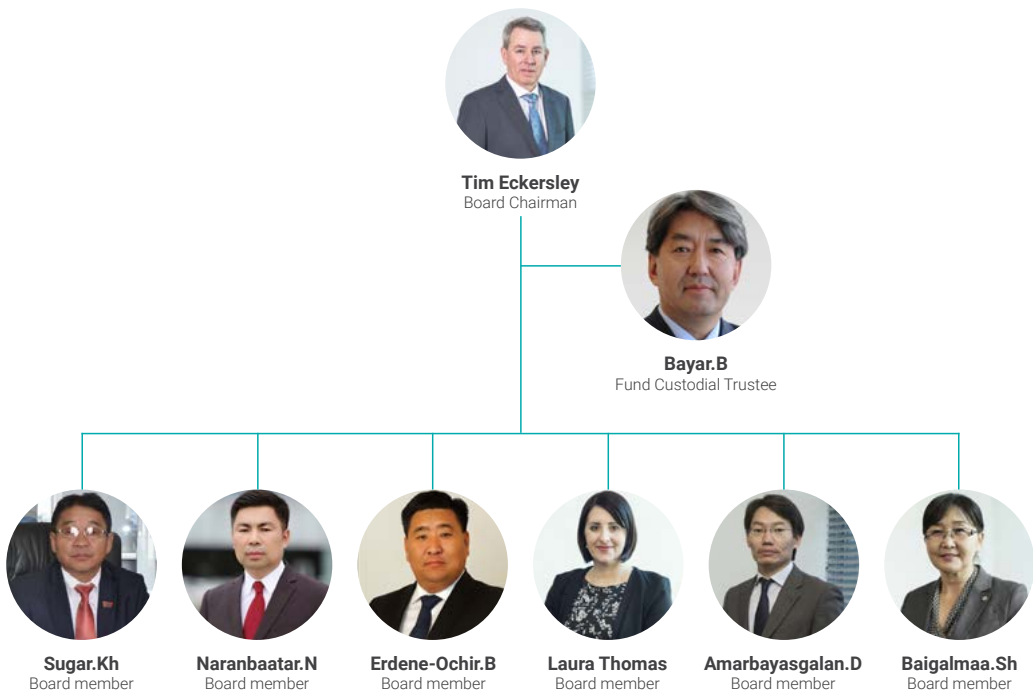 Tim Eckersley
Board Chairman
Bayar.B
Fund Custodial Trustee
Sugar.Kh
Board member
Naranbaatar.N
Board member
Erdene-Ochir.B
Board member
Laura Thomas
Board member
Amarbayasgalan.D
Board member
Baigalmaa.Sh
Board member